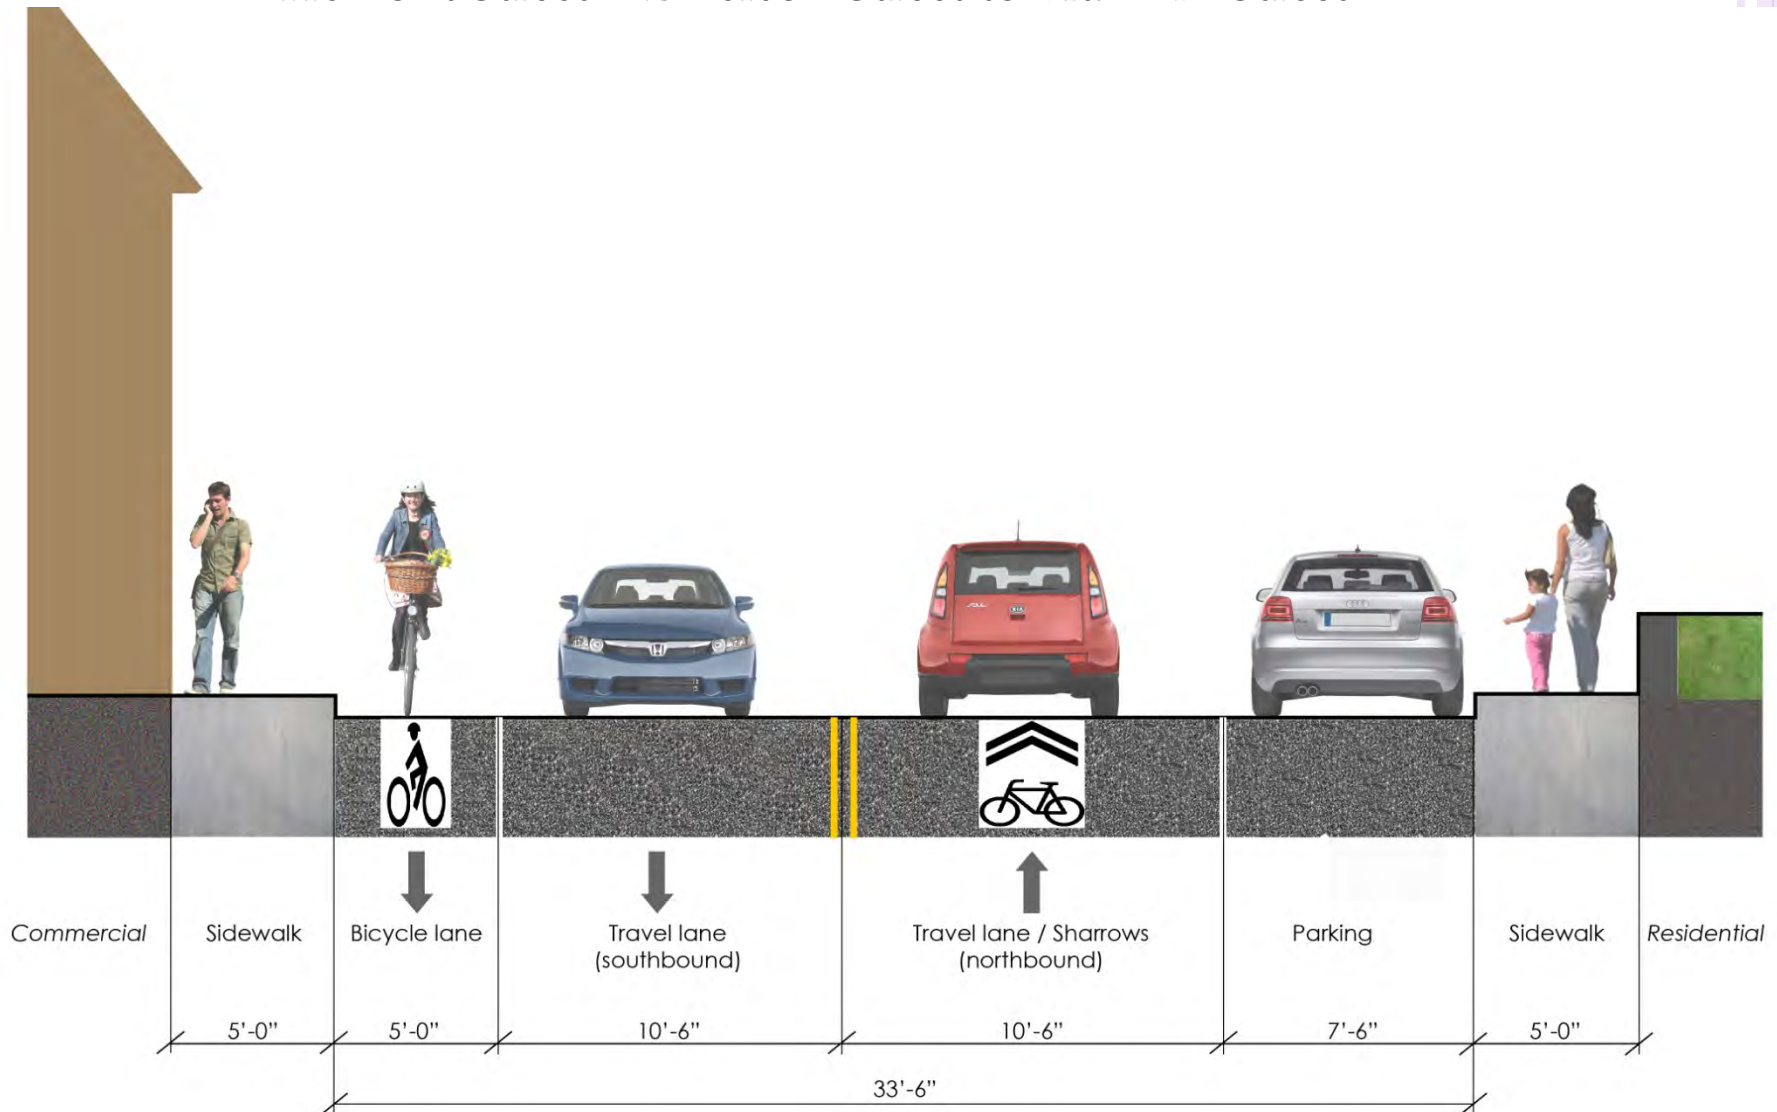 Commercial
Sidewalk
Bicycle lane
Travel lane
(southbound)
Travel lane / Sharrows
(northbound)
Parking
Sidewalk
Residential
5'-0"
5'-0"
10'-6"
10'-6"
7'-6"
5'-0"
33'-6"